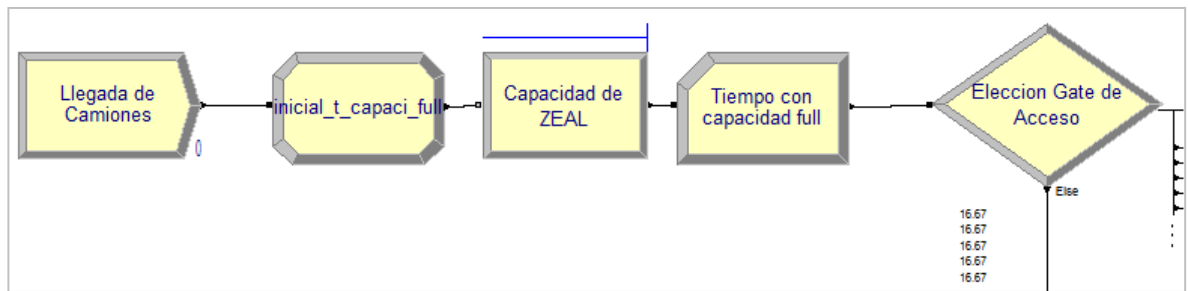 Llegada de
Camiones
0
inicial_t_capaci_full
Capacidad de
ZEAL
Tiempo con
capacidad full
Eleccion Gate de
Acceso
Else
16.67
16.67
16.67
16.67
16.67